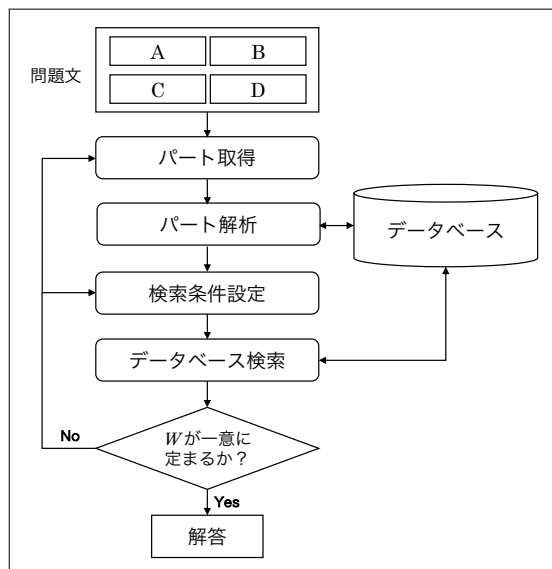 A
B
問題文
C
D
パート取得
パート解析
データベース
検索条件設定
データベース検索
No
Wが一意に
定まるか？
Yes
解答